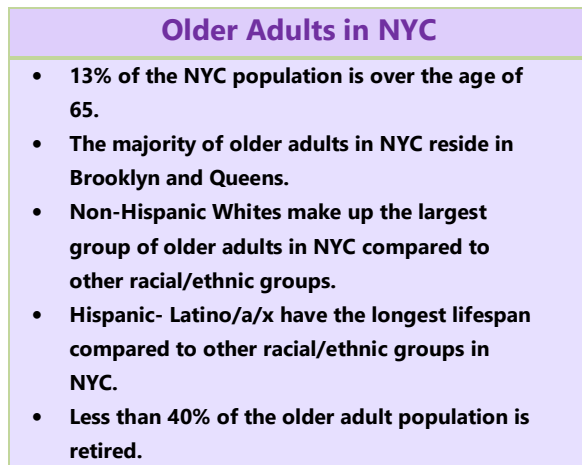 Older Adults in NYC
• 13% of the NYC population is over the age of
65.
• The majority of older adults in NYC reside in
Brooklyn and Queens.
• Non-Hispanic Whites make up the largest
group of older adults in NYC compared to
other racial/ethnic groups.
• Hispanic- Latino/a/x have the longest lifespan
compared to other racial/ethnic groups in
NYC.
• Less than 40% of the older adult population is
retired.